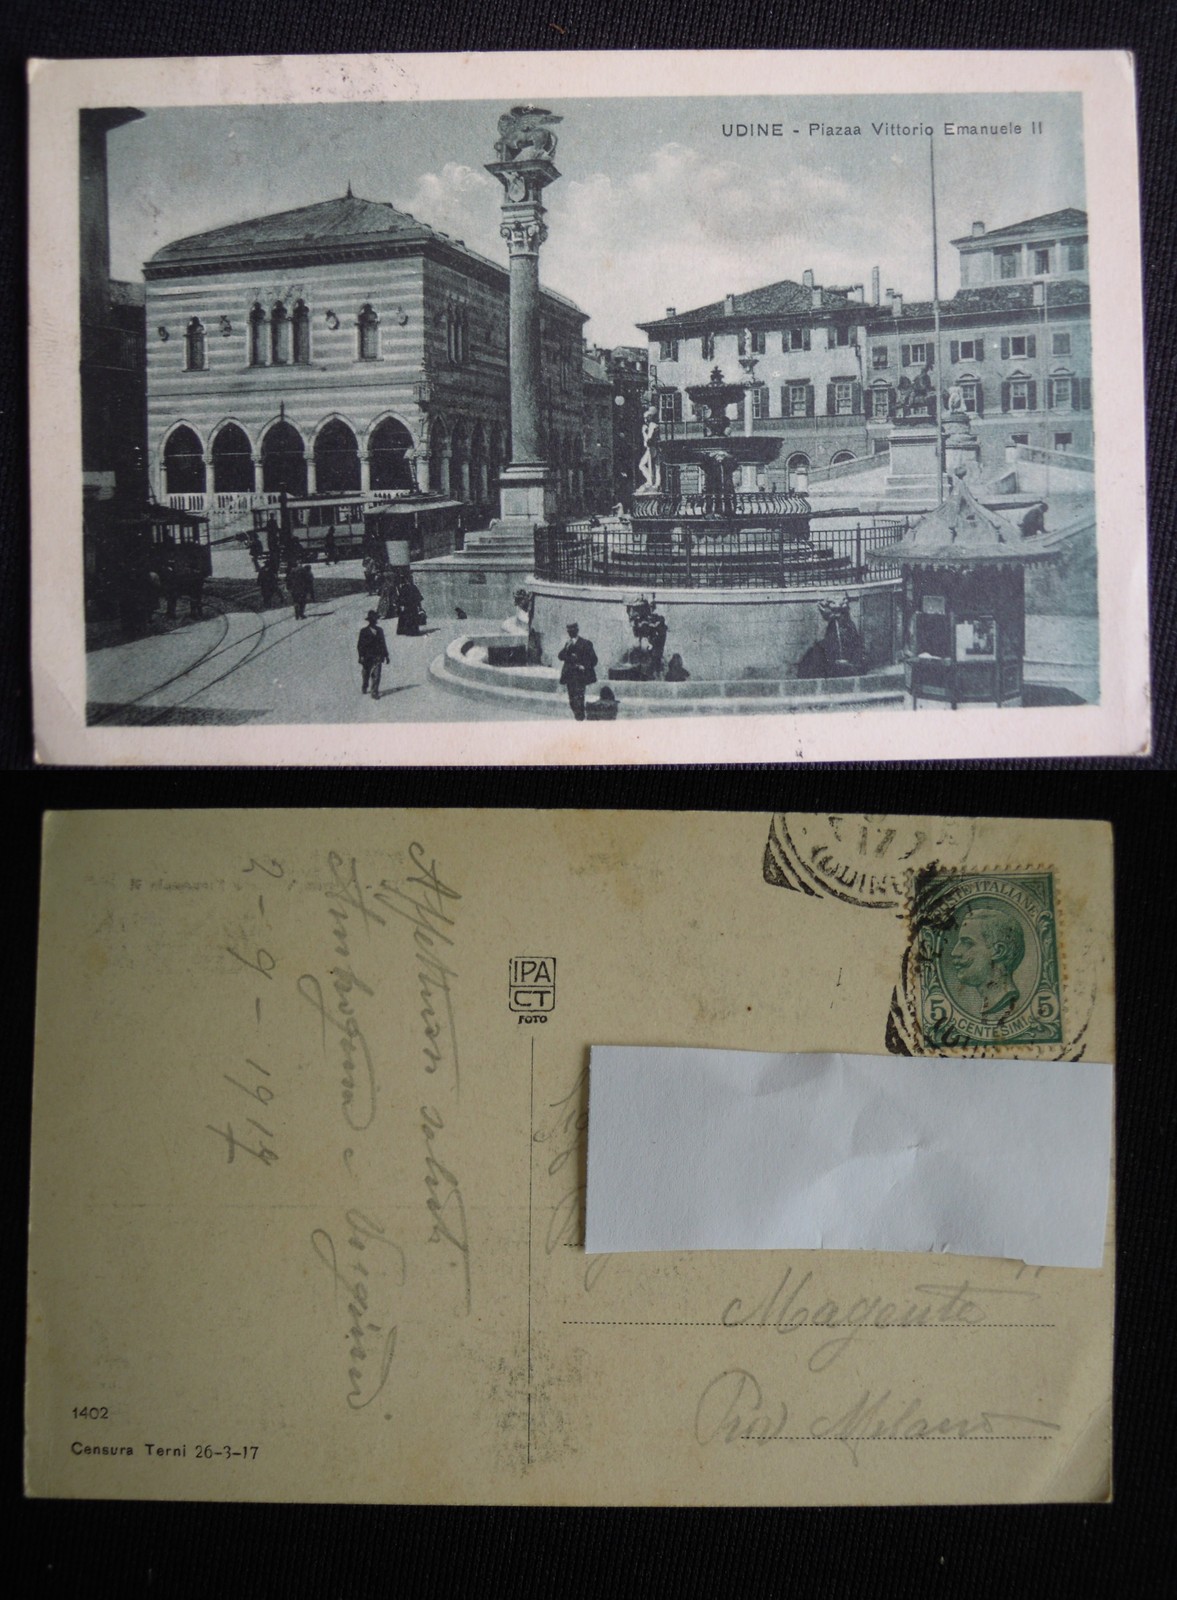 UDINE - Piazaa Vittorio Emanuele II
IPA
CT
FOTO
POSTE ITALIANE
5 CENTESIMI 5
UDINE
Affettuosi saluti
2-9-1917
Magenta
Prov Milano
1402
Censura Terni 26-3-17